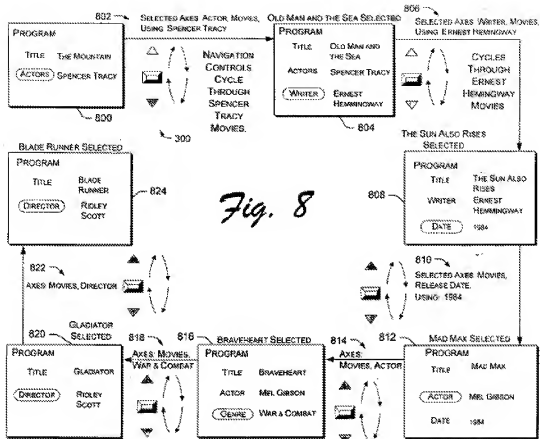 802
SELECTED AXES ACTOR, MOVIES,
USING SPENCER TRACY
PROGRAM
TITLE THE MOUNTAIN
ACTORS SPENCER TRACY
800
NAVIGATION
CONTROLS
CYCLE
THROUGH
SPENCER
TRACY
MOVIES.
300
OLD MAN AND THE SEA SELECTED
PROGRAM
TITLE OLD MAN AND
THE SEA
ACTORS SPENCER TRACY
WRITER ERNEST
HEMMINGWAY
804
806
SELECTED AXES WRITER, MOVIES,
USING ERNEST HEMINGWAY
CYCLES
THROUGH
ERNEST
HEMINGWAY
MOVIES
THE SUN ALSO RISES
SELECTED
PROGRAM
TITLE THE SUN ALSO
RISES
WRITER ERNEST
HEMMINGWAY
DATE 1984
808
810
SELECTED AXES: MOVIES,
RELEASE DATE,
USING: 1984
812
MAD MAX SELECTED
PROGRAM
TITLE MAD MAX
ACTOR MEL GIBSON
DATE 1984
814
AXES:
MOVIES, ACTOR
816
BRAVEHEART SELECTED
PROGRAM
TITLE BRAVEHEART
ACTOR MEL GIBSON
GENRE WAR & COMBAT
818
AXES: MOVIES,
WAR & COMBAT
820
GLADIATOR
SELECTED
PROGRAM
TITLE GLADIATOR
DIRECTOR RIDLEY
SCOTT
822
AXES: MOVIES, DIRECTOR
BLADE RUNNER SELECTED
PROGRAM
TITLE BLADE
RUNNER
DIRECTOR RIDLEY
SCOTT
824
Fig. 8